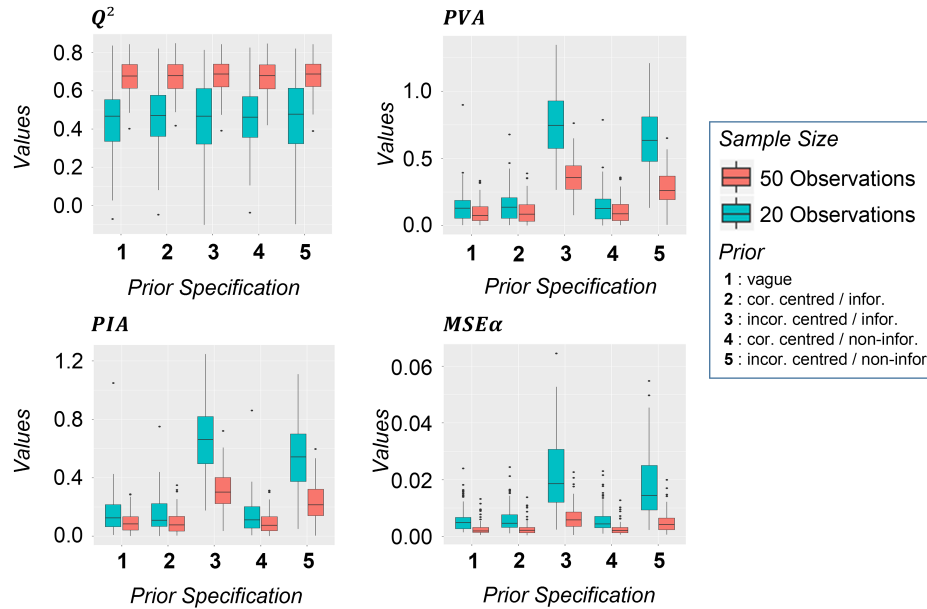 Q²
0.8
0.6
0.4
0.2
0.0
Values
1 2 3 4 5
Prior Specification
PVA
1.0
0.5
0.0
Values
1 2 3 4 5
Prior Specification
PIA
1.2
0.8
0.4
0.0
Values
1 2 3 4 5
Prior Specification
MSEα
0.06
0.04
0.02
0.00
Values
1 2 3 4 5
Prior Specification
Sample Size
50 Observations
20 Observations
Prior
1 : vague
2 : cor. centred / infor.
3 : incor. centred / infor.
4 : cor. centred / non-infor.
5 : incor. centred / non-infor